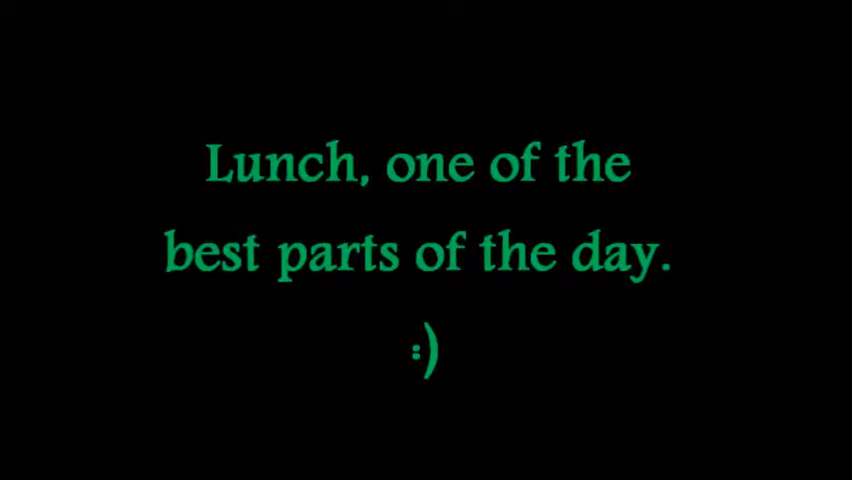 Lunch, one of the
best parts of the day.
:)